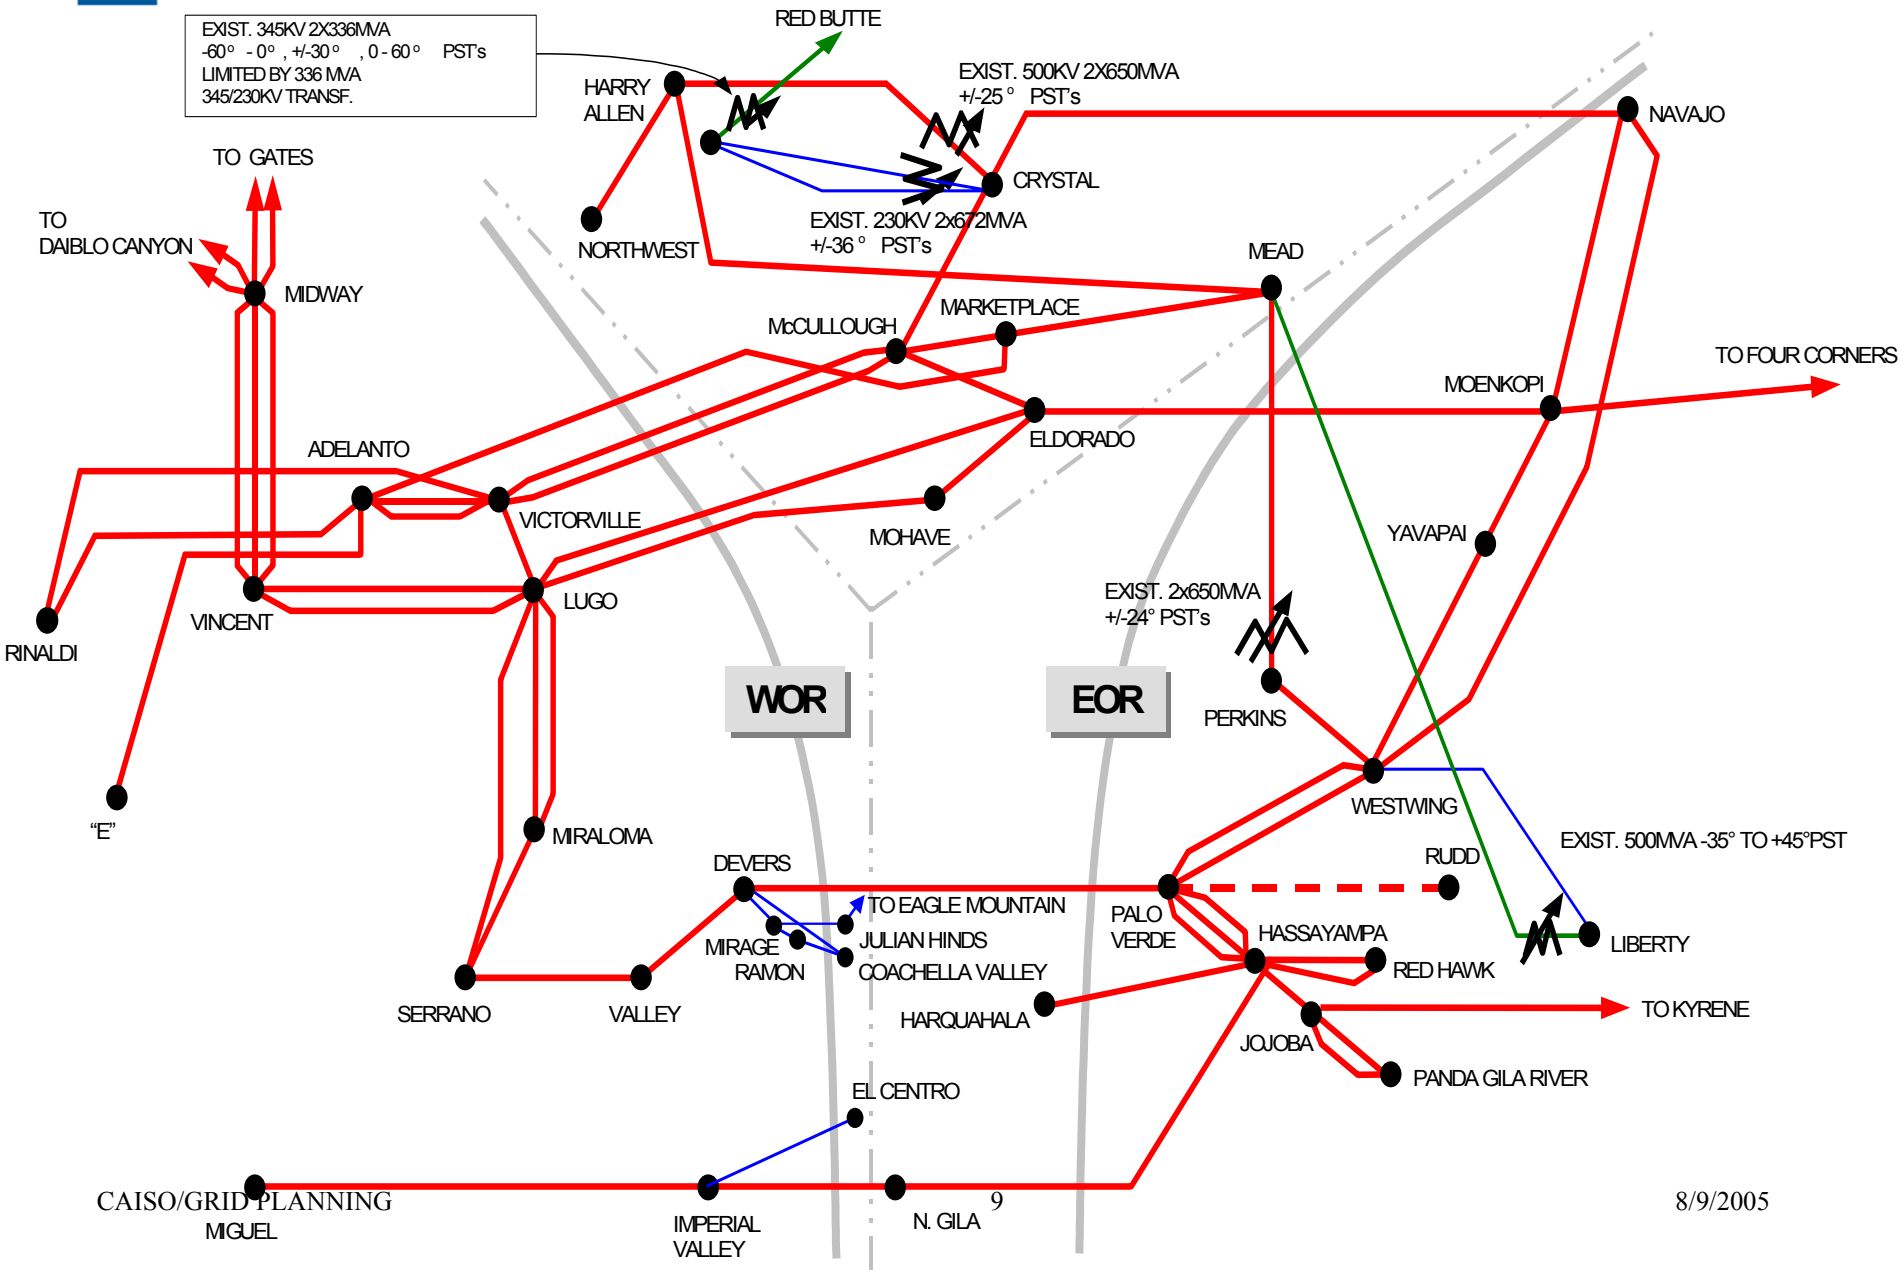 EXIST. 345KV 2X336MVA
-60° - 0° , +/-30° , 0 - 60° PST's
LIMITED BY 336 MVA
345/230KV TRANSF.
RED BUTTE
HARRY
ALLEN
EXIST. 500KV 2X650MVA
+/-25° PST's
NAVAJO
TO GATES
CRYSTAL
TO
DAIBLO CANYON
NORTHWEST
EXIST. 230KV 2x672MVA
+/-36° PST's
MEAD
MIDWAY
MARKETPLACE
McCULLOUGH
TO FOUR CORNERS
MOENKOPI
ELDORADO
ADELANTO
VICTORVILLE
MOHAVE
YAVAPAI
EXIST. 2x650MVA
+/-24° PST's
LUGO
VINCENT
RINALDI
WOR
EOR
PERKINS
WESTWING
"E"
MIRALOMA
EXIST. 500MVA -35° TO +45°PST
RUDD
DEVERS
TO EAGLE MOUNTAIN
PALO
VERDE
HASSAYAMPA
JULIAN HINDS
MIRAGE
RAMON
COACHELLA VALLEY
LIBERTY
RED HAWK
SERRANO
VALLEY
HARQUAHALA
TO KYRENE
JOJOBA
PANDA GILA RIVER
EL CENTRO
CAISO/GRID PLANNING
9
8/9/2005
MIGUEL
IMPERIAL
VALLEY
N. GILA